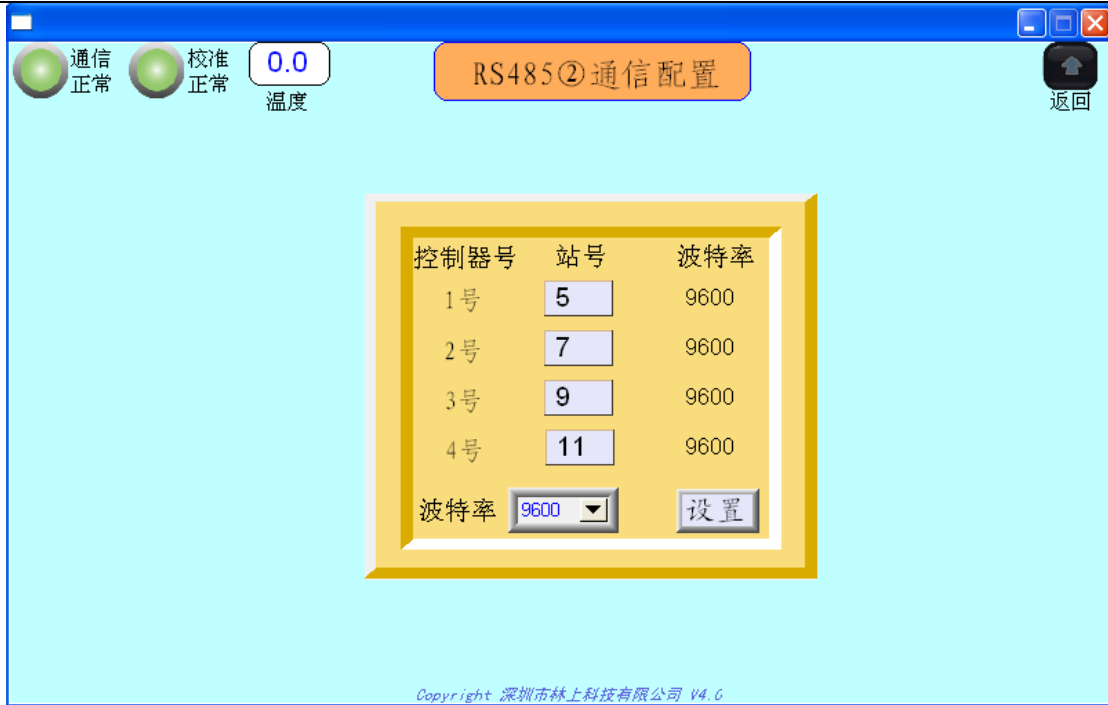 通信
正常
校准
正常
0.0
温度
RS485②通信配置
返回
控制器号 站号 波特率
1号 5 9600
2号 7 9600
3号 9 9600
4号 11 9600
波特率 9600 设置
Copyright 深圳市林上科技有限公司 V4.6